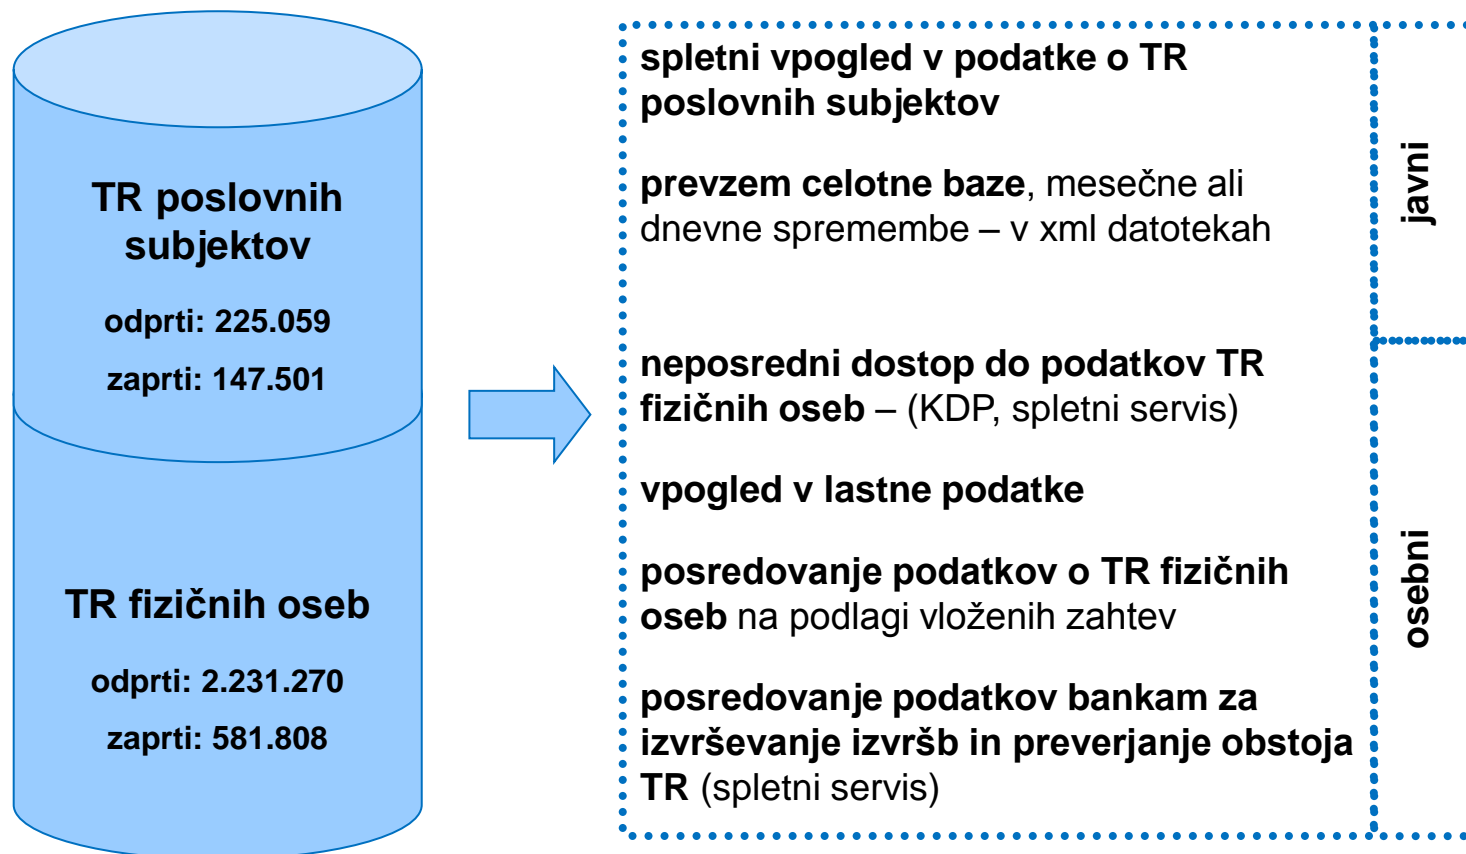 TR poslovnih
subjektov
odprti: 225.059
zaprti: 147.501
TR fizičnih oseb
odprti: 2.231.270
zaprti: 581.808
spletni vpogled v podatke o TR
poslovnih subjektov
prevzem celotne baze, mesečne ali
dnevne spremembe – v xml datotekah
neposredni dostop do podatkov TR
fizičnih oseb – (KDP, spletni servis)
vpogled v lastne podatke
posredovanje podatkov o TR fizičnih
oseb na podlagi vloženih zahtev
posredovanje podatkov bankam za
izvrševanje izvršb in preverjanje obstoja
TR (spletni servis)
javni
osebni